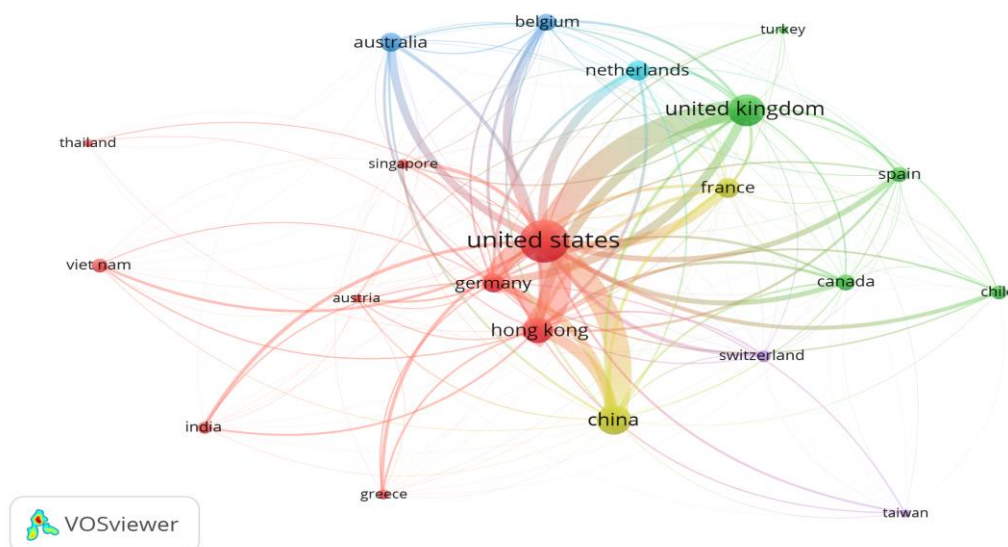 belgium
turkey
australia
netherlands
united kingdom
thailand
singapore
spain
france
united states
viet nam
germany
canada
austria
chile
hong kong
switzerland
china
india
greece
taiwan
VOSviewer